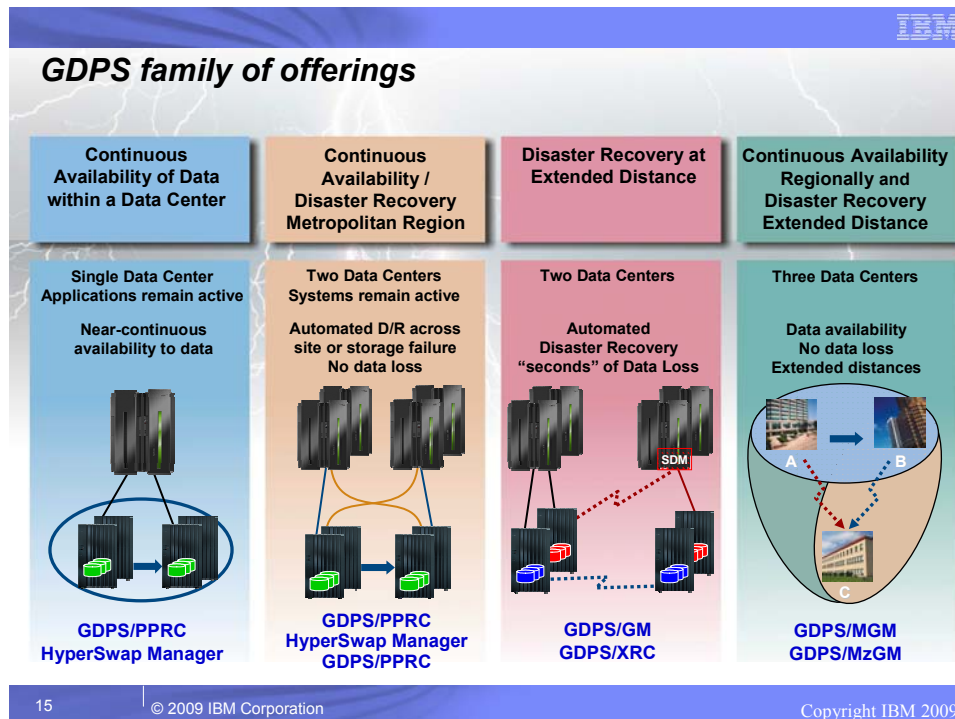 IBM
GDPS family of offerings
Continuous
Availability of Data
within a Data Center
Single Data Center
Applications remain active
Near-continuous
availability to data
GDPS/PPRC
HyperSwap Manager
Continuous
Availability /
Disaster Recovery
Metropolitan Region
Two Data Centers
Systems remain active
Automated D/R across
site or storage failure
No data loss
GDPS/PPRC
HyperSwap Manager
GDPS/PPRC
Disaster Recovery at
Extended Distance
Two Data Centers
Automated
Disaster Recovery
“seconds” of Data Loss
SDM
GDPS/GM
GDPS/XRC
Continuous Availability
Regionally and
Disaster Recovery
Extended Distance
Three Data Centers
Data availability
No data loss
Extended distances
A
B
C
GDPS/MGM
GDPS/MzGM
15
© 2009 IBM Corporation
Copyright IBM 2009